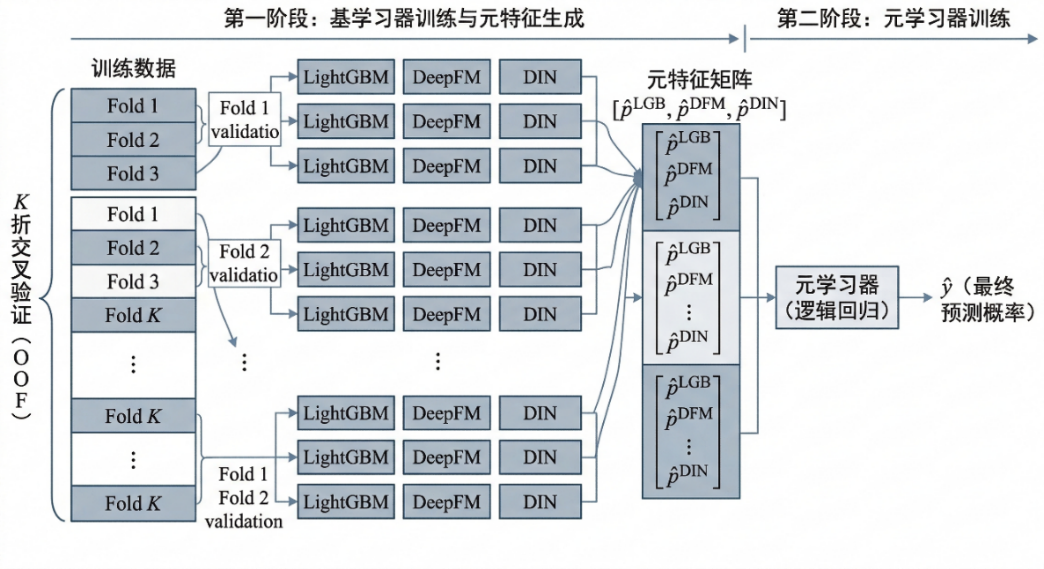 第一阶段：基学习器训练与元特征生成
第二阶段：元学习器训练
训练数据
K折交叉验证（OOF）
Fold 1
Fold 2
Fold 3
Fold 1
validatio
LightGBM DeepFM DIN
LightGBM DeepFM DIN
LightGBM DeepFM DIN
Fold 1
Fold 2
Fold 3
Fold K
⋮
Fold 2
validatio
LightGBM DeepFM DIN
LightGBM DeepFM DIN
LightGBM DeepFM DIN
⋮
⋮
Fold K
⋮
Fold K
Fold 1
Fold 2
validation
LightGBM DeepFM DIN
LightGBM DeepFM DIN
LightGBM DeepFM DIN
元特征矩阵
[p̂^LGB, p̂^DFM, p̂^DIN]
p̂^LGB
p̂^DFM
p̂^DIN
p̂^LGB
p̂^DFM
⋮
p̂^DIN
p̂^LGB
p̂^DFM
⋮
p̂^DIN
元学习器
（逻辑回归）
ŷ（最终
预测概率）